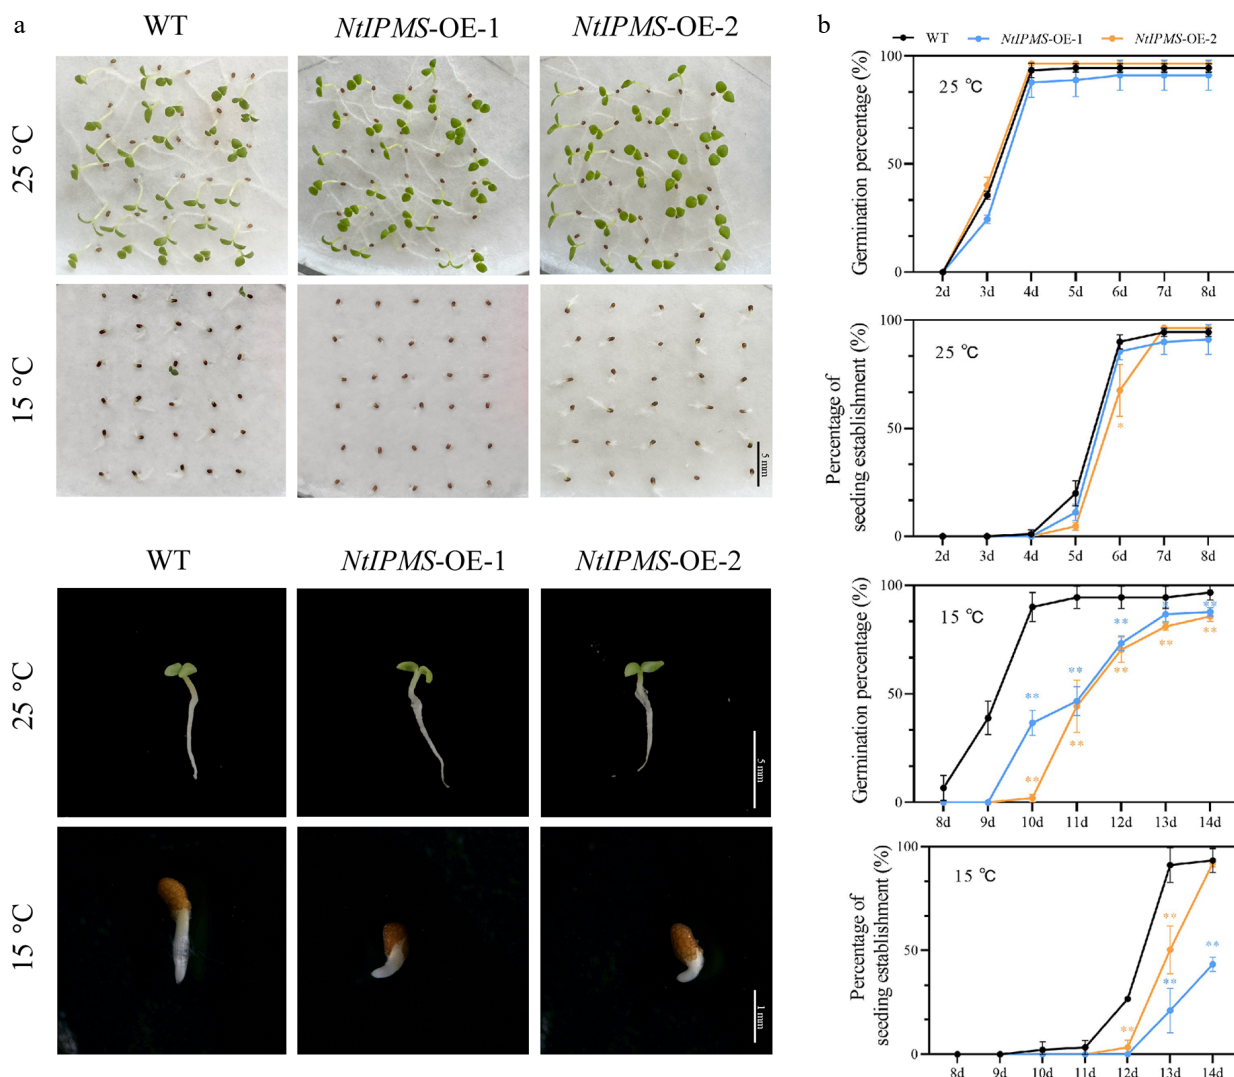 a
WT
NtIPMS-OE-1
NtIPMS-OE-2
25 °C
15 °C
5 mm
WT
NtIPMS-OE-1
NtIPMS-OE-2
25 °C
5 mm
15 °C
1 mm
b
WT NtIPMS-OE-1 NtIPMS-OE-2
Germination percentage (%)
100
50
0
25 ℃
2d 3d 4d 5d 6d 7d 8d
Percentage of
seeding establishment (%)
100
50
0
25 ℃
*
2d 3d 4d 5d 6d 7d 8d
Germination percentage (%)
100
50
0
15 ℃
** ** ** * **
** ** ** ** **
8d 9d 10d 11d 12d 13d 14d
Percentage of
seeding establishment (%)
100
50
0
15 ℃
**
**
**
**
8d 9d 10d 11d 12d 13d 14d